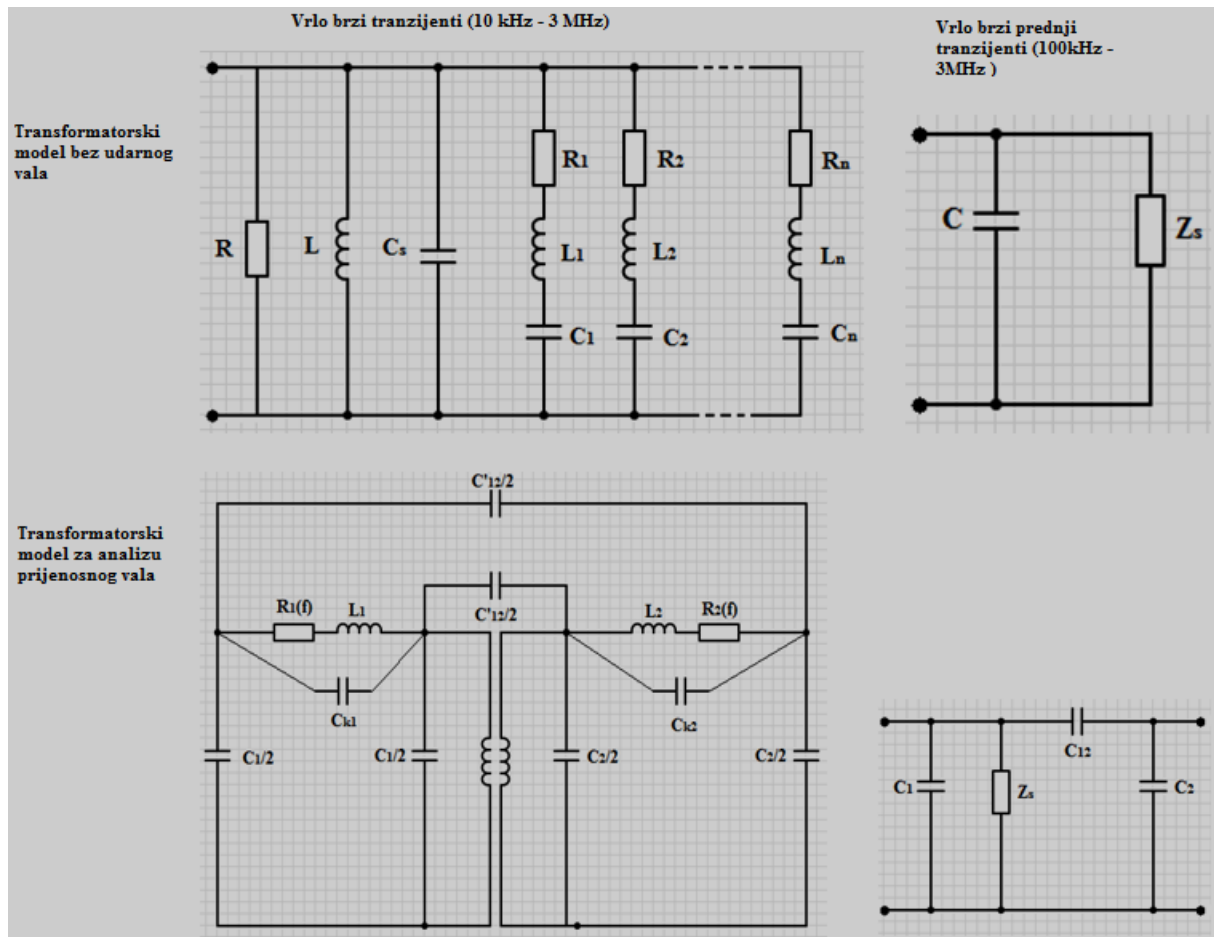 Vrlo brzi tranzijenti (10 kHz - 3 MHz)
Vrlo brzi prednji
tranzijenti (100kHz -
3MHz )
Transformatorski
model bez udarnog
vala
R
L
Cs
R1
L1
C1
R2
L2
C2
Rn
Ln
Cn
C
Zs
Transformatorski
model za analizu
prijenosnog vala
C'12/2
C'12/2
R1(f)
L1
L2
R2(f)
Ck1
Ck2
C1/2
C1/2
C2/2
C2/2
C12
C1
Zs
C2